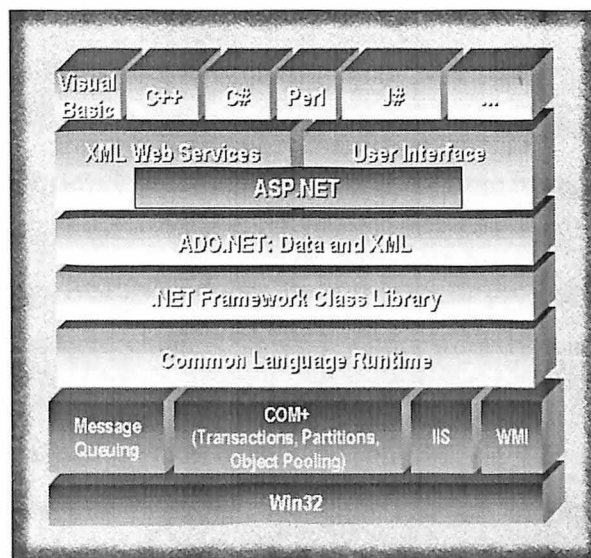 Visual
Basic
C++
C#
Perl
J#
...
XML Web Services
User Interface
ASP.NET
ADO.NET: Data and XML
.NET Framework Class Library
Common Language Runtime
Message
Queuing
COM+
(Transactions, Partitions,
Object Pooling)
IIS
WMI
Win32